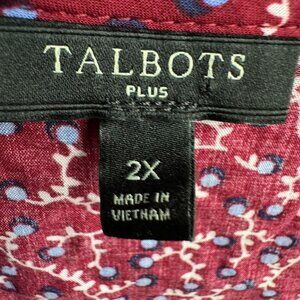 TALBOTS
PLUS
2X
MADE IN
VIETNAM